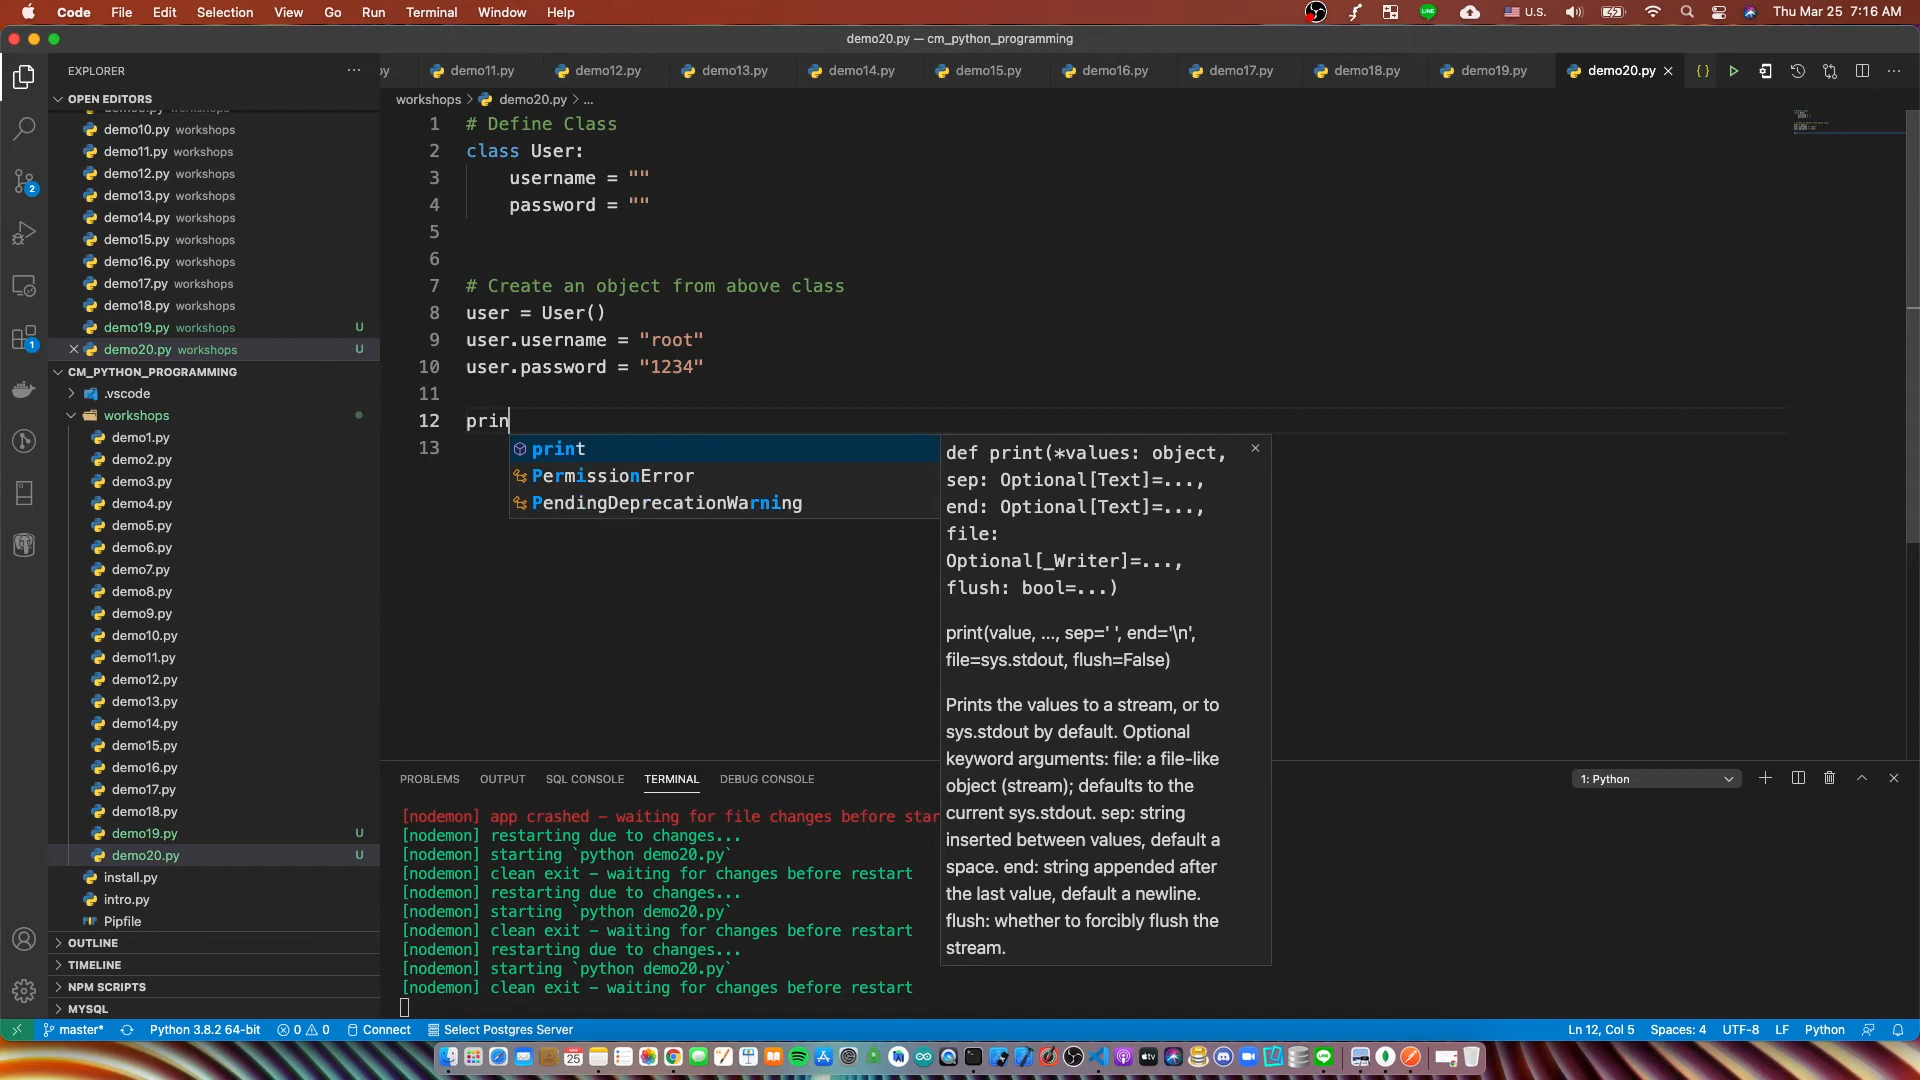 Code File Edit Selection View Go Run Terminal Window Help
LINE U.S. Thu Mar 25 7:16 AM
demo20.py — cm_python_programming
EXPLORER
py demo11.py demo12.py demo13.py demo14.py demo15.py demo16.py demo17.py demo18.py demo19.py demo20.py
OPEN EDITORS
demo10.py workshops
demo11.py workshops
demo12.py workshops
demo13.py workshops
demo14.py workshops
demo15.py workshops
demo16.py workshops
demo17.py workshops
demo18.py workshops
demo19.py workshops U
demo20.py workshops U
CM_PYTHON_PROGRAMMING
.vscode
workshops
demo1.py
demo2.py
demo3.py
demo4.py
demo5.py
demo6.py
demo7.py
demo8.py
demo9.py
demo10.py
demo11.py
demo12.py
demo13.py
demo14.py
demo15.py
demo16.py
demo17.py
demo18.py
demo19.py U
demo20.py U
install.py
intro.py
Pipfile
OUTLINE
TIMELINE
NPM SCRIPTS
MYSQL
2
1
workshops > demo20.py > ...
1 # Define Class
2 class User:
3 username = ""
4 password = ""
5
6
7 # Create an object from above class
8 user = User()
9 user.username = "root"
10 user.password = "1234"
11
12 prin
13
print
PermissionError
PendingDeprecationWarning
def print(*values: object,
sep: Optional[Text]=...,
end: Optional[Text]=...,
file:
Optional[_Writer]=...,
flush: bool=...)
print(value, ..., sep=' ', end='\n',
file=sys.stdout, flush=False)
Prints the values to a stream, or to
sys.stdout by default. Optional
keyword arguments: file: a file-like
object (stream); defaults to the
current sys.stdout. sep: string
inserted between values, default a
space. end: string appended after
the last value, default a newline.
flush: whether to forcibly flush the
stream.
PROBLEMS OUTPUT SQL CONSOLE TERMINAL DEBUG CONSOLE
1: Python
[nodemon] app crashed - waiting for file changes before star
[nodemon] restarting due to changes...
[nodemon] starting `python demo20.py`
[nodemon] clean exit - waiting for changes before restart
[nodemon] restarting due to changes...
[nodemon] starting `python demo20.py`
[nodemon] clean exit - waiting for changes before restart
[nodemon] restarting due to changes...
[nodemon] starting `python demo20.py`
[nodemon] clean exit - waiting for changes before restart
master* Python 3.8.2 64-bit 0 0 Connect Select Postgres Server
Ln 12, Col 5 Spaces: 4 UTF-8 LF Python
25